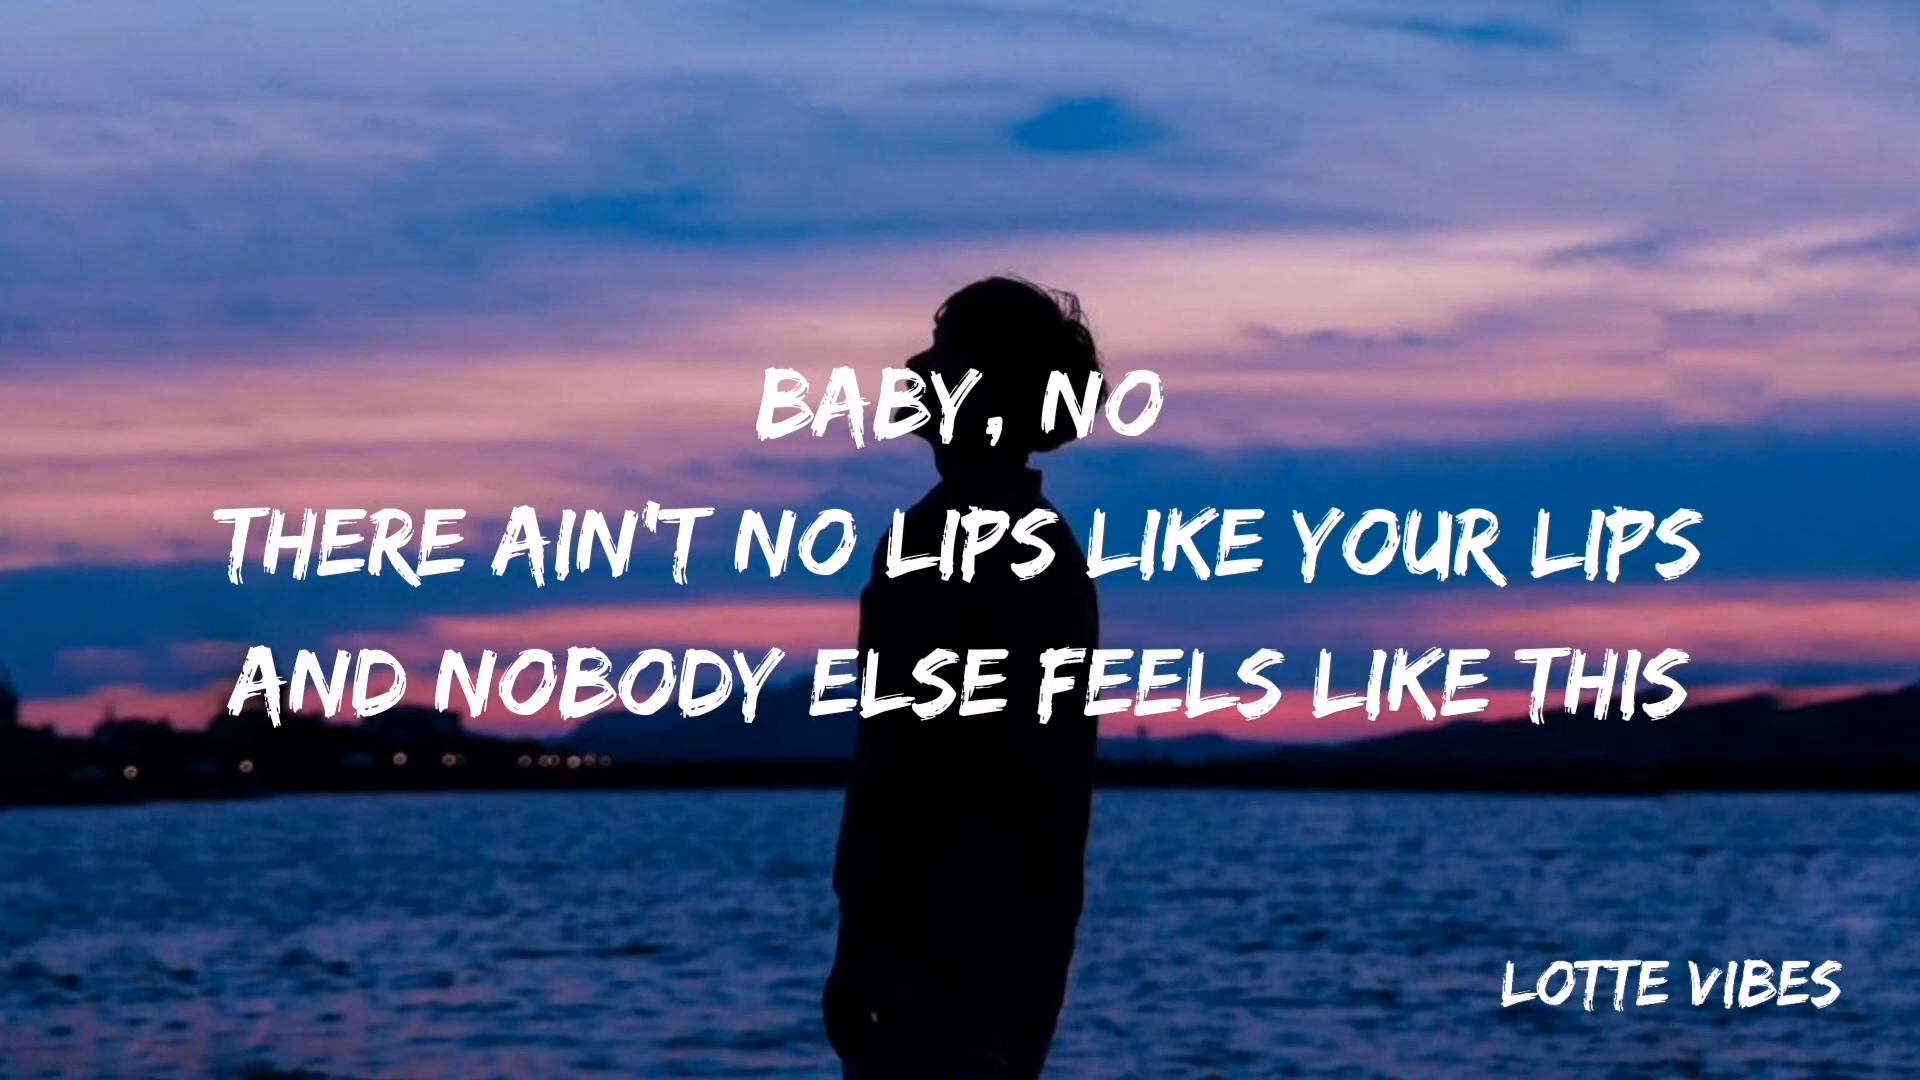 BABY, NO
THERE AIN'T NO LIPS LIKE YOUR LIPS
AND NOBODY ELSE FEELS LIKE THIS
LOTTE VIBES